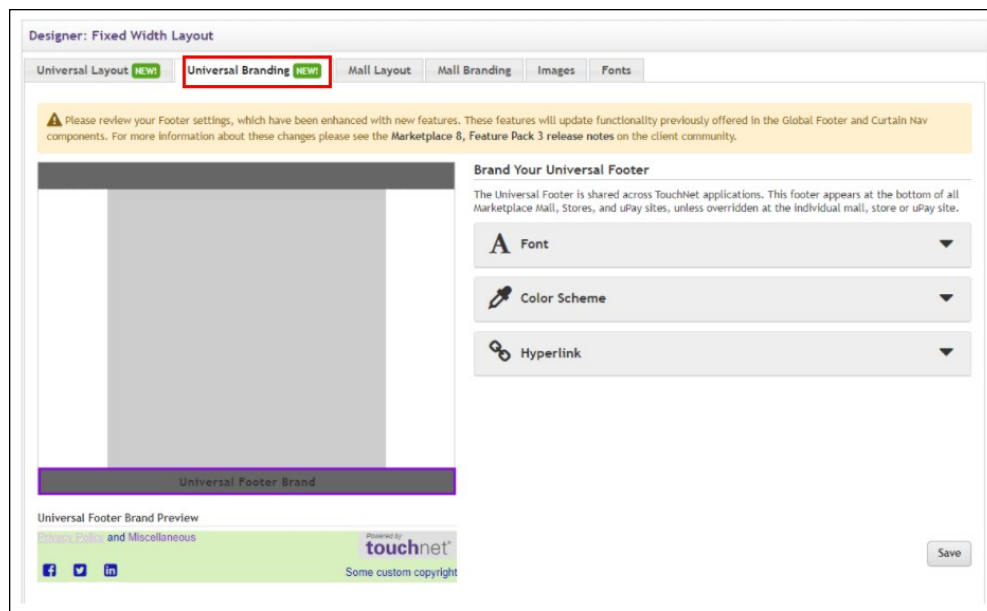 Designer: Fixed Width Layout
Universal Layout NEW! Universal Branding NEW! Mall Layout Mall Branding Images Fonts
Please review your Footer settings, which have been enhanced with new features. These features will update functionality previously offered in the Global Footer and Curtain Nav
components. For more information about these changes please see the Marketplace 8, Feature Pack 3 release notes on the client community.
Brand Your Universal Footer
The Universal Footer is shared across TouchNet applications. This footer appears at the bottom of all
Marketplace Mall, Stores, and uPay sites, unless overridden at the individual mall, store or uPay site.
A Font
Color Scheme
Hyperlink
Universal Footer Brand
Universal Footer Brand Preview
Privacy Policy and Miscellaneous
Powered by
touchnet®
Some custom copyright
Save